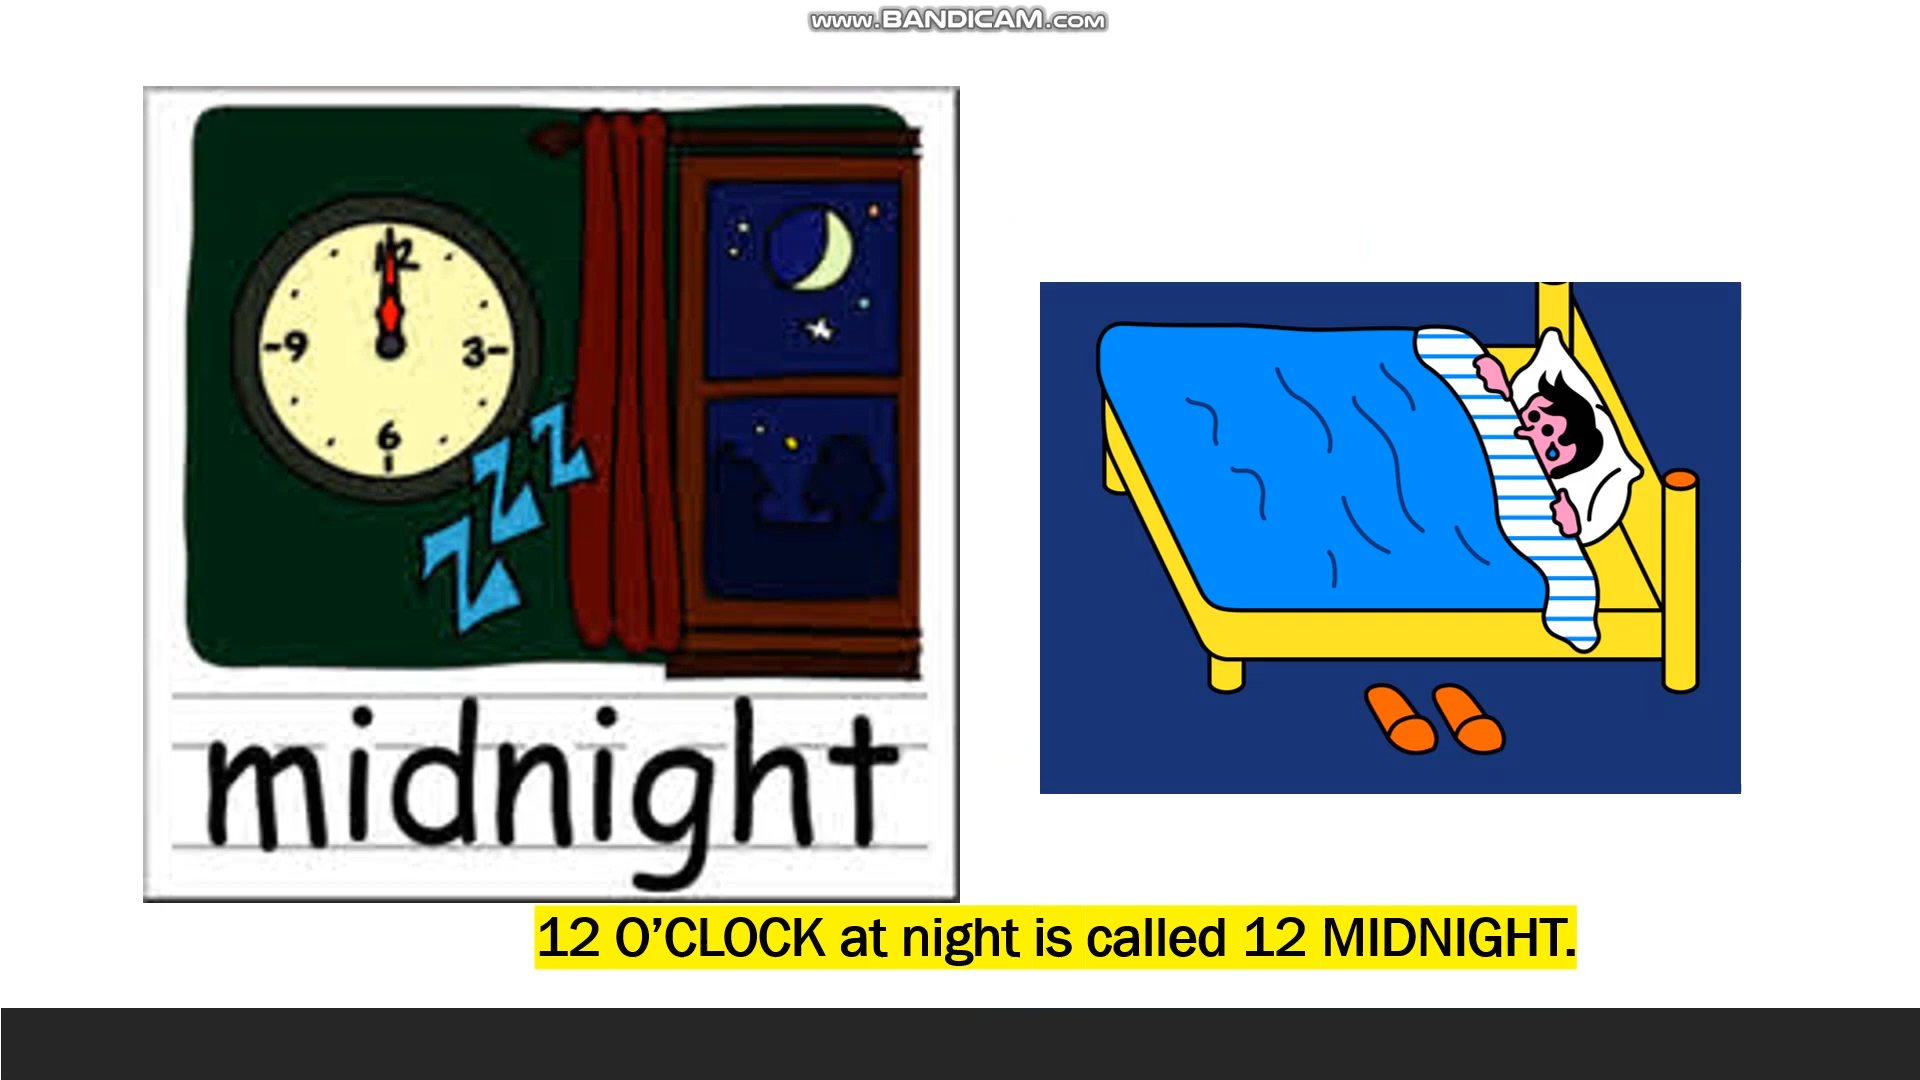 www.BANDICAM.com
12
9
3
6
z z z
midnight
12 O'CLOCK at night is called 12 MIDNIGHT.